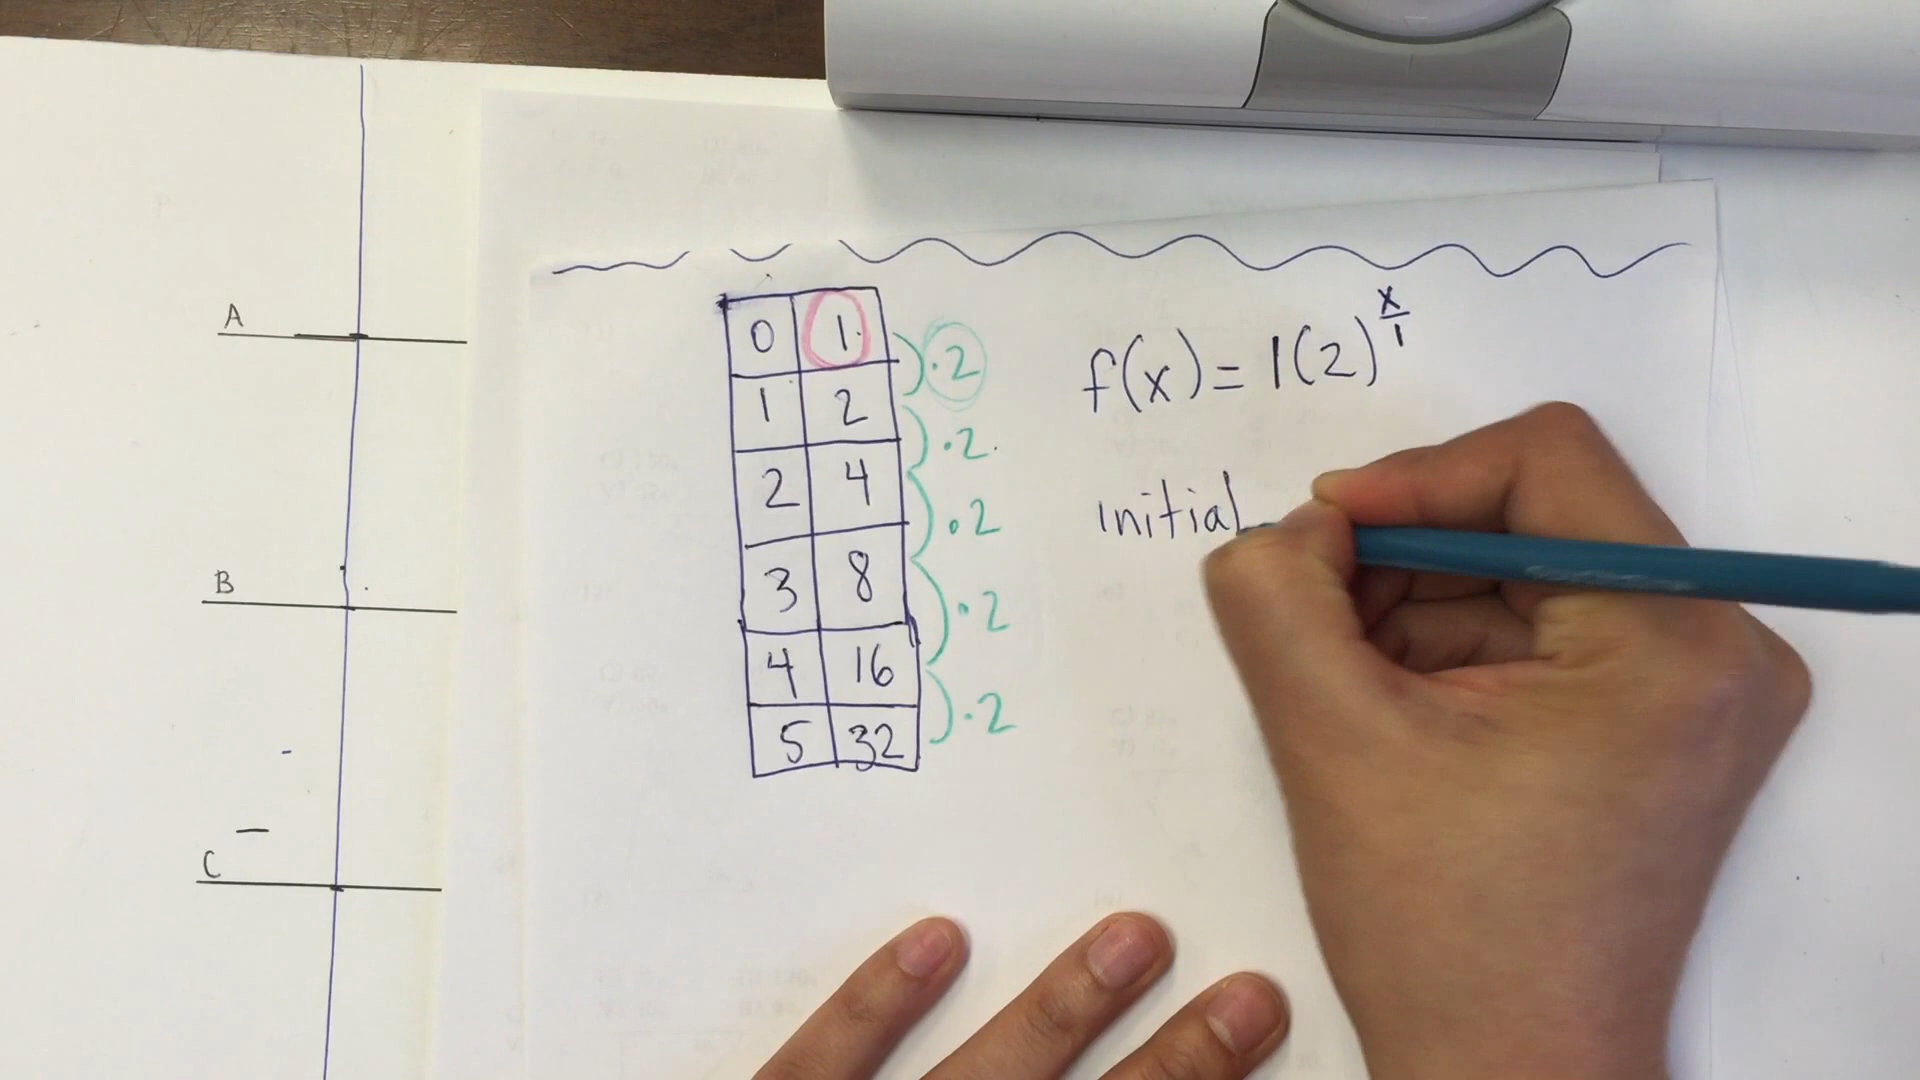 A
B
C
0 1
1 2
2 4
3 8
4 16
5 32
·2
·2
·2
·2
·2
f(x) = 1(2)^(x/1)
initial